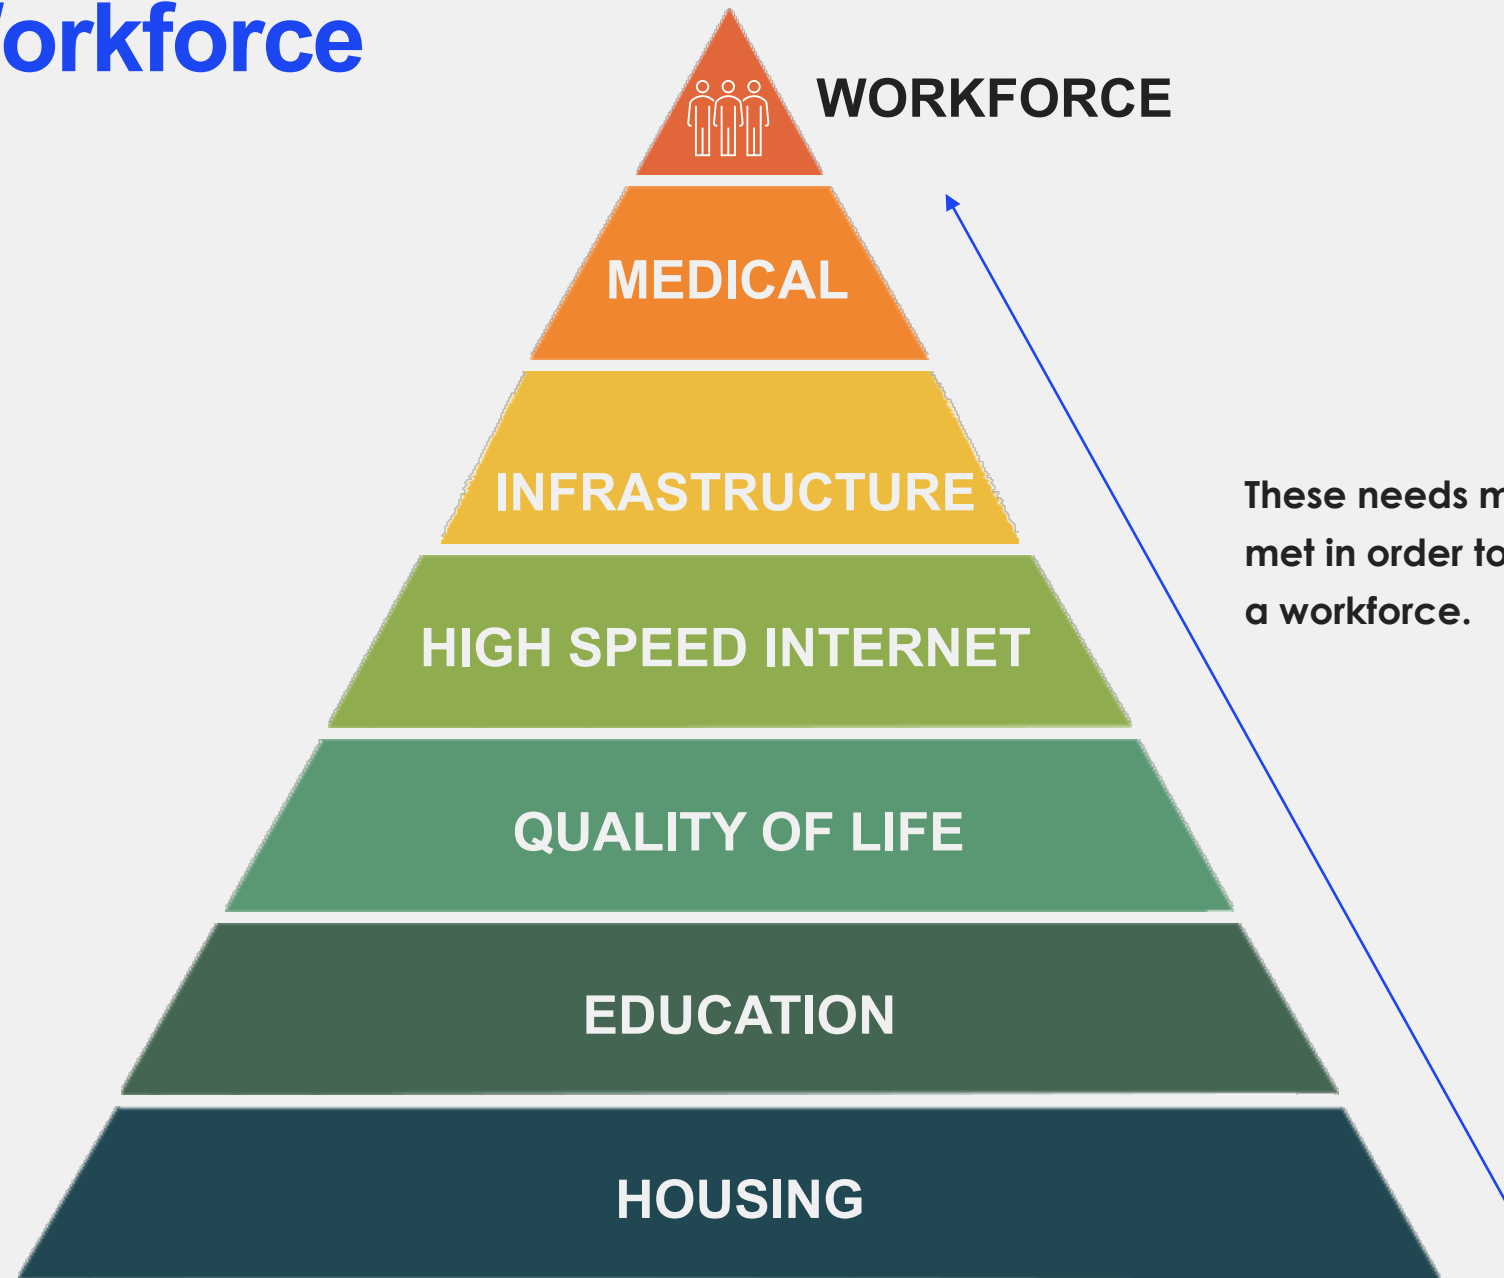 orkforce
WORKFORCE
MEDICAL
INFRASTRUCTURE
These needs
met in order to
a workforce.
HIGH SPEED INTERNET
QUALITY OF LIFE
EDUCATION
HOUSING